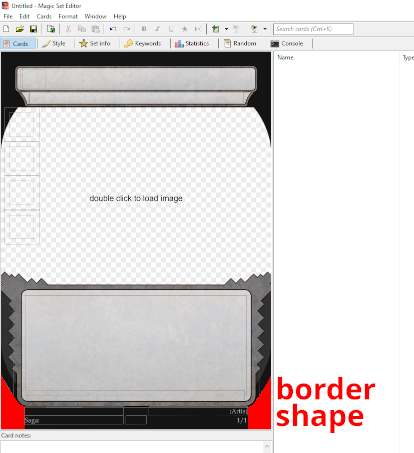 Untitled - Magic Set Editor
File Edit Cards Format Window Help
Search cards (Ctrl+K)
Cards Style Set info Keywords Statistics Random Console
Name Type
double click to load image
border
shape
(Artist)
Saga: 1/1
Card notes: